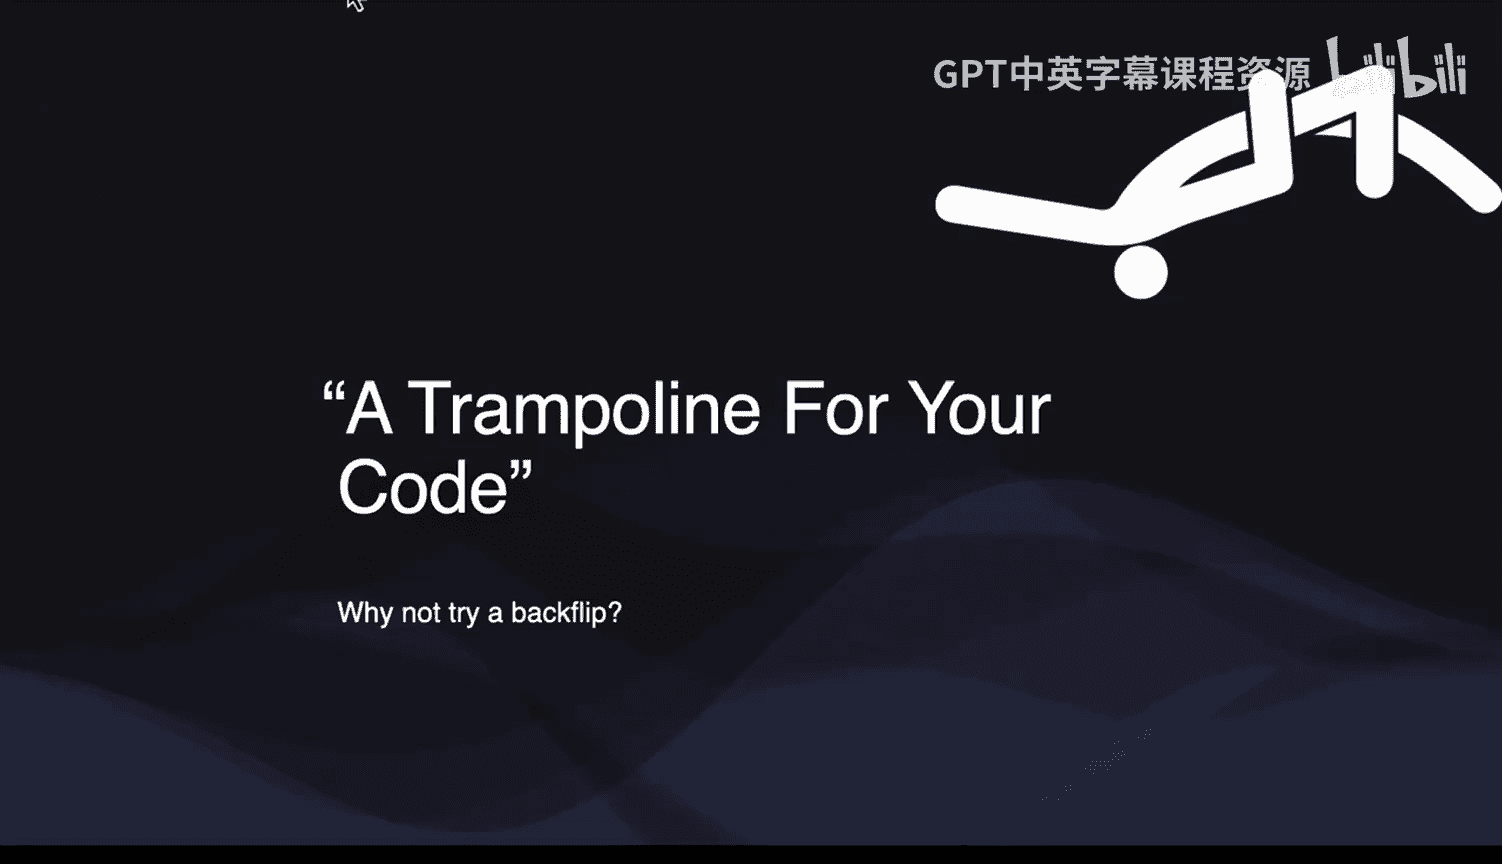 GPT中英字幕课程资源 bilibili
“A Trampoline For Your
Code”
Why not try a backflip?